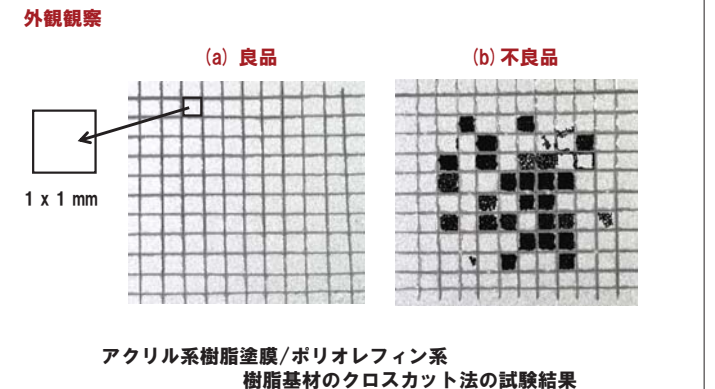 外観観察
(a) 良品
(b) 不良品
1 x 1 mm
アクリル系樹脂塗膜/ポリオレフィン系
樹脂基材のクロスカット法の試験結果